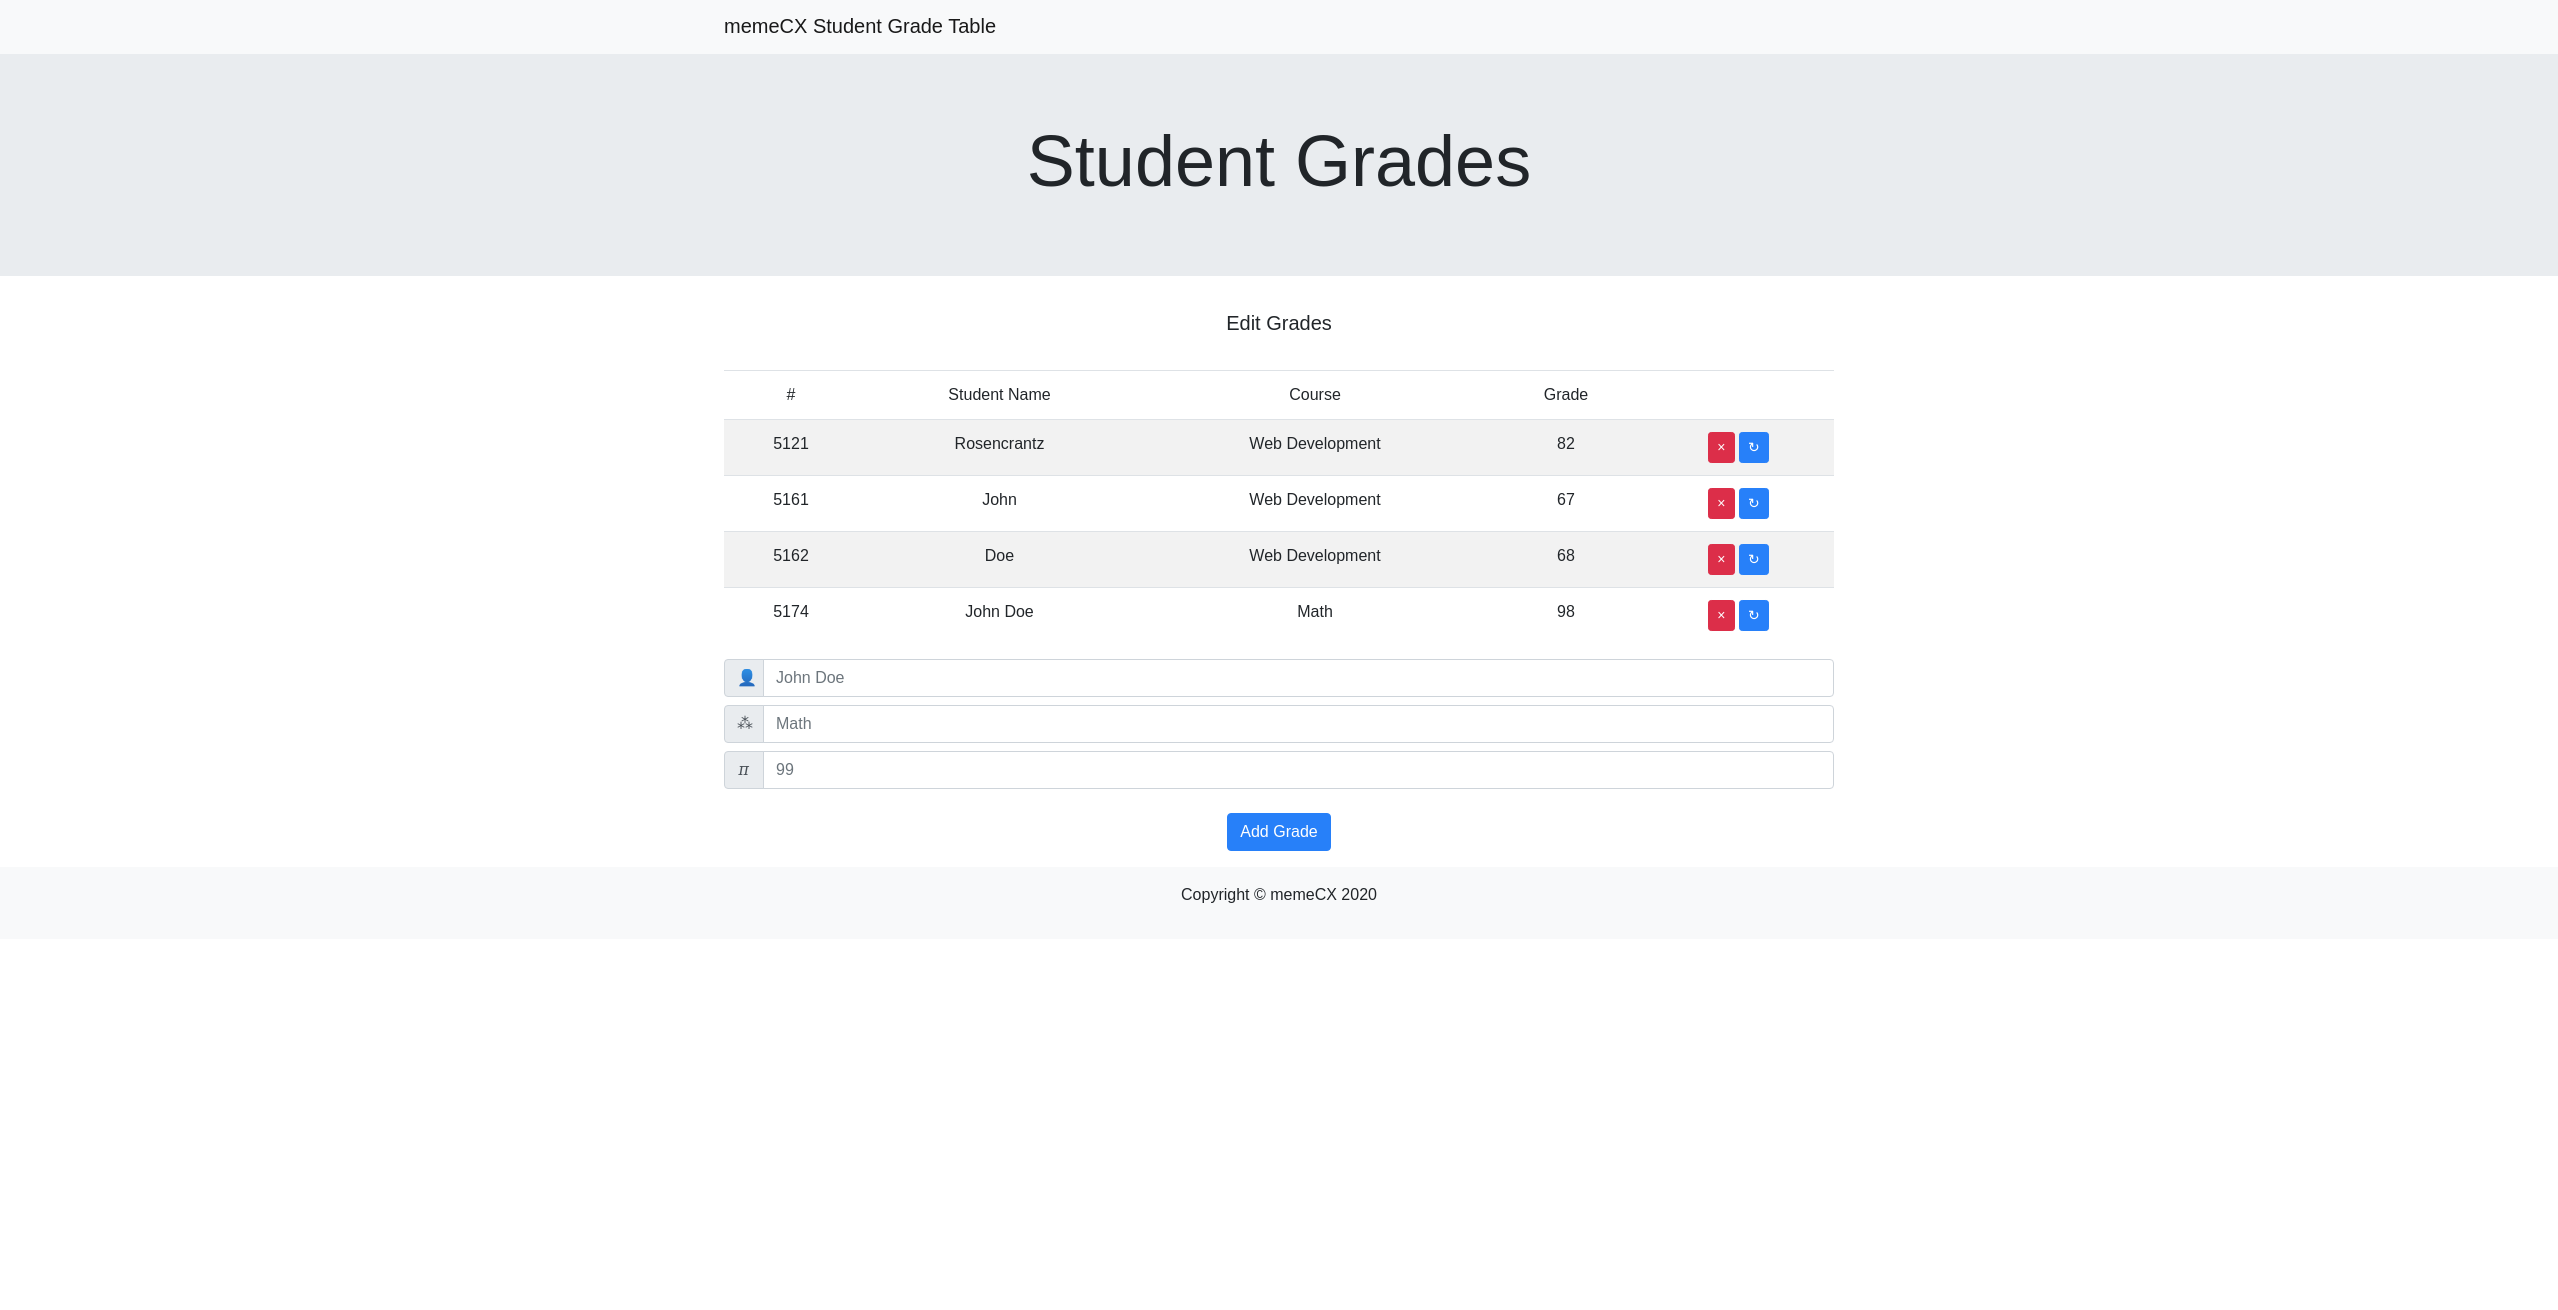 memeCX Student Grade Table
Student Grades
Edit Grades
# Student Name Course Grade
5121 Rosencrantz Web Development 82 × ↻
5161 John Web Development 67 × ↻
5162 Doe Web Development 68 × ↻
5174 John Doe Math 98 × ↻
👤 John Doe
⁂ Math
π 99
Add Grade
Copyright © memeCX 2020